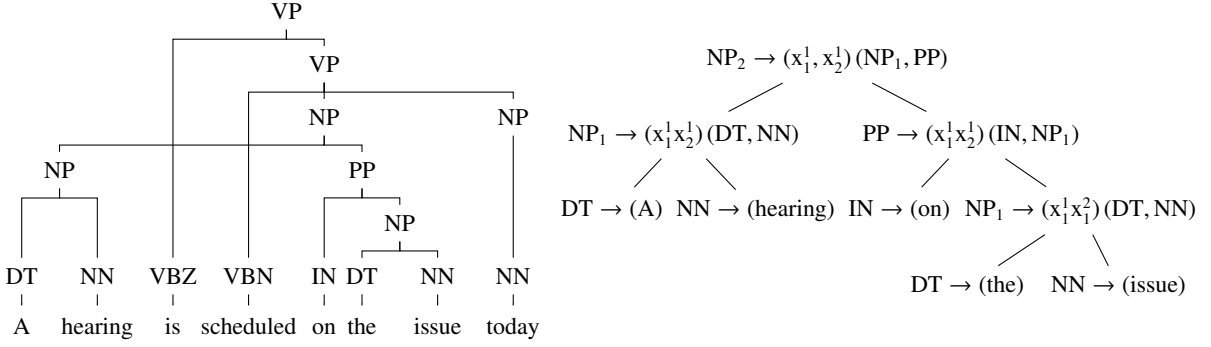 VP
VP
NP NP
NP PP
NP
DT NN VBZ VBN IN DT NN NN
A hearing is scheduled on the issue today
NP₂ → (x₁¹, x₂¹) (NP₁, PP)
NP₁ → (x₁¹x₂¹) (DT, NN) PP → (x₁¹x₂¹) (IN, NP₁)
DT → (A) NN → (hearing) IN → (on) NP₁ → (x₁¹x₁²) (DT, NN)
DT → (the) NN → (issue)